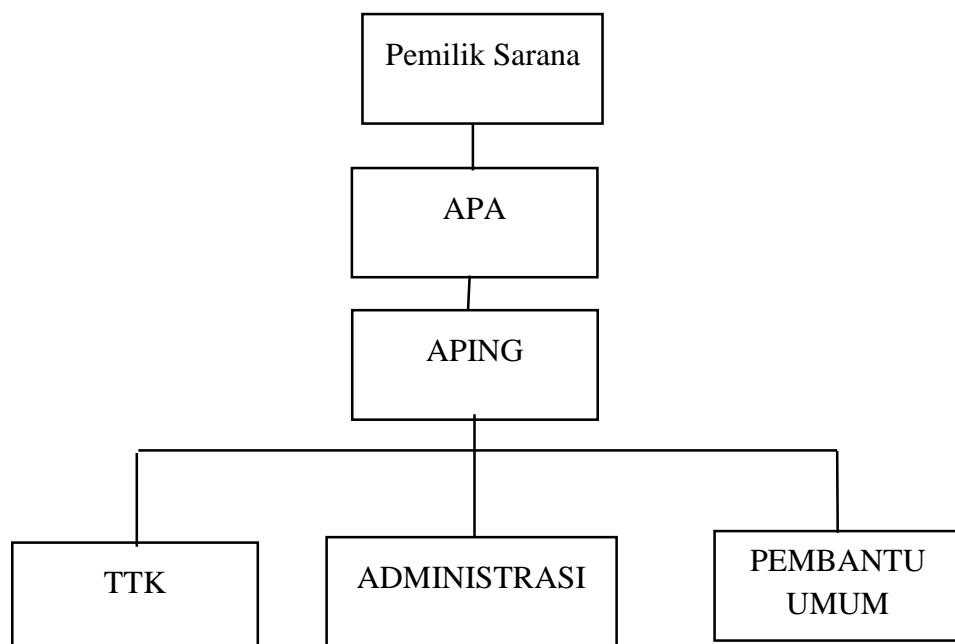 Pemilik Sarana
APA
APING
TTK
ADMINISTRASI
PEMBANTU
UMUM